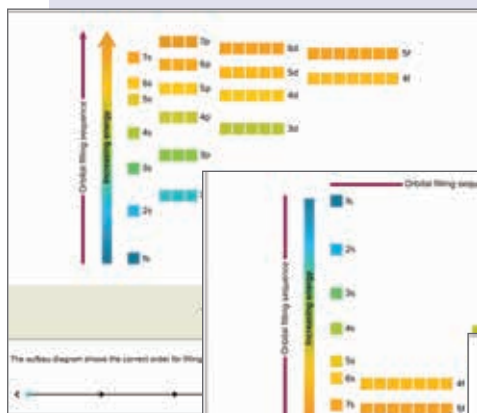 7p
6d
5f
7s
6p
5d
4f
6s
5p
4d
5s
4p
3d
4s
3p
3s
2s
1s
Orbital filling sequence
Increasing energy
The aufbau diagram shows the correct order for filling
Orbital filling sequ
1s
2s
3s
4s
5s
6s
4f
7s
5f
Orbital filling sequence
Increasing energy